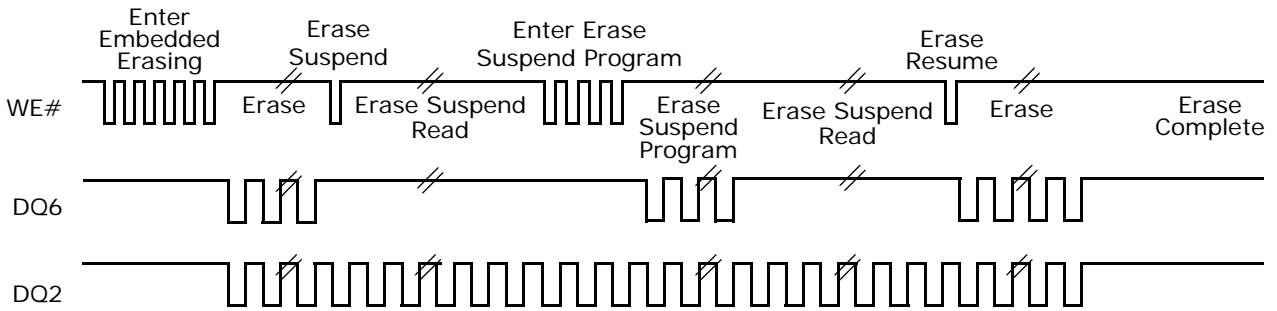 Enter
Embedded
Erasing
Erase
Suspend
Enter Erase
Suspend Program
Erase
Resume
WE#
Erase
Erase Suspend
Read
Erase
Suspend
Program
Erase Suspend
Read
Erase
Erase
Complete
DQ6
DQ2